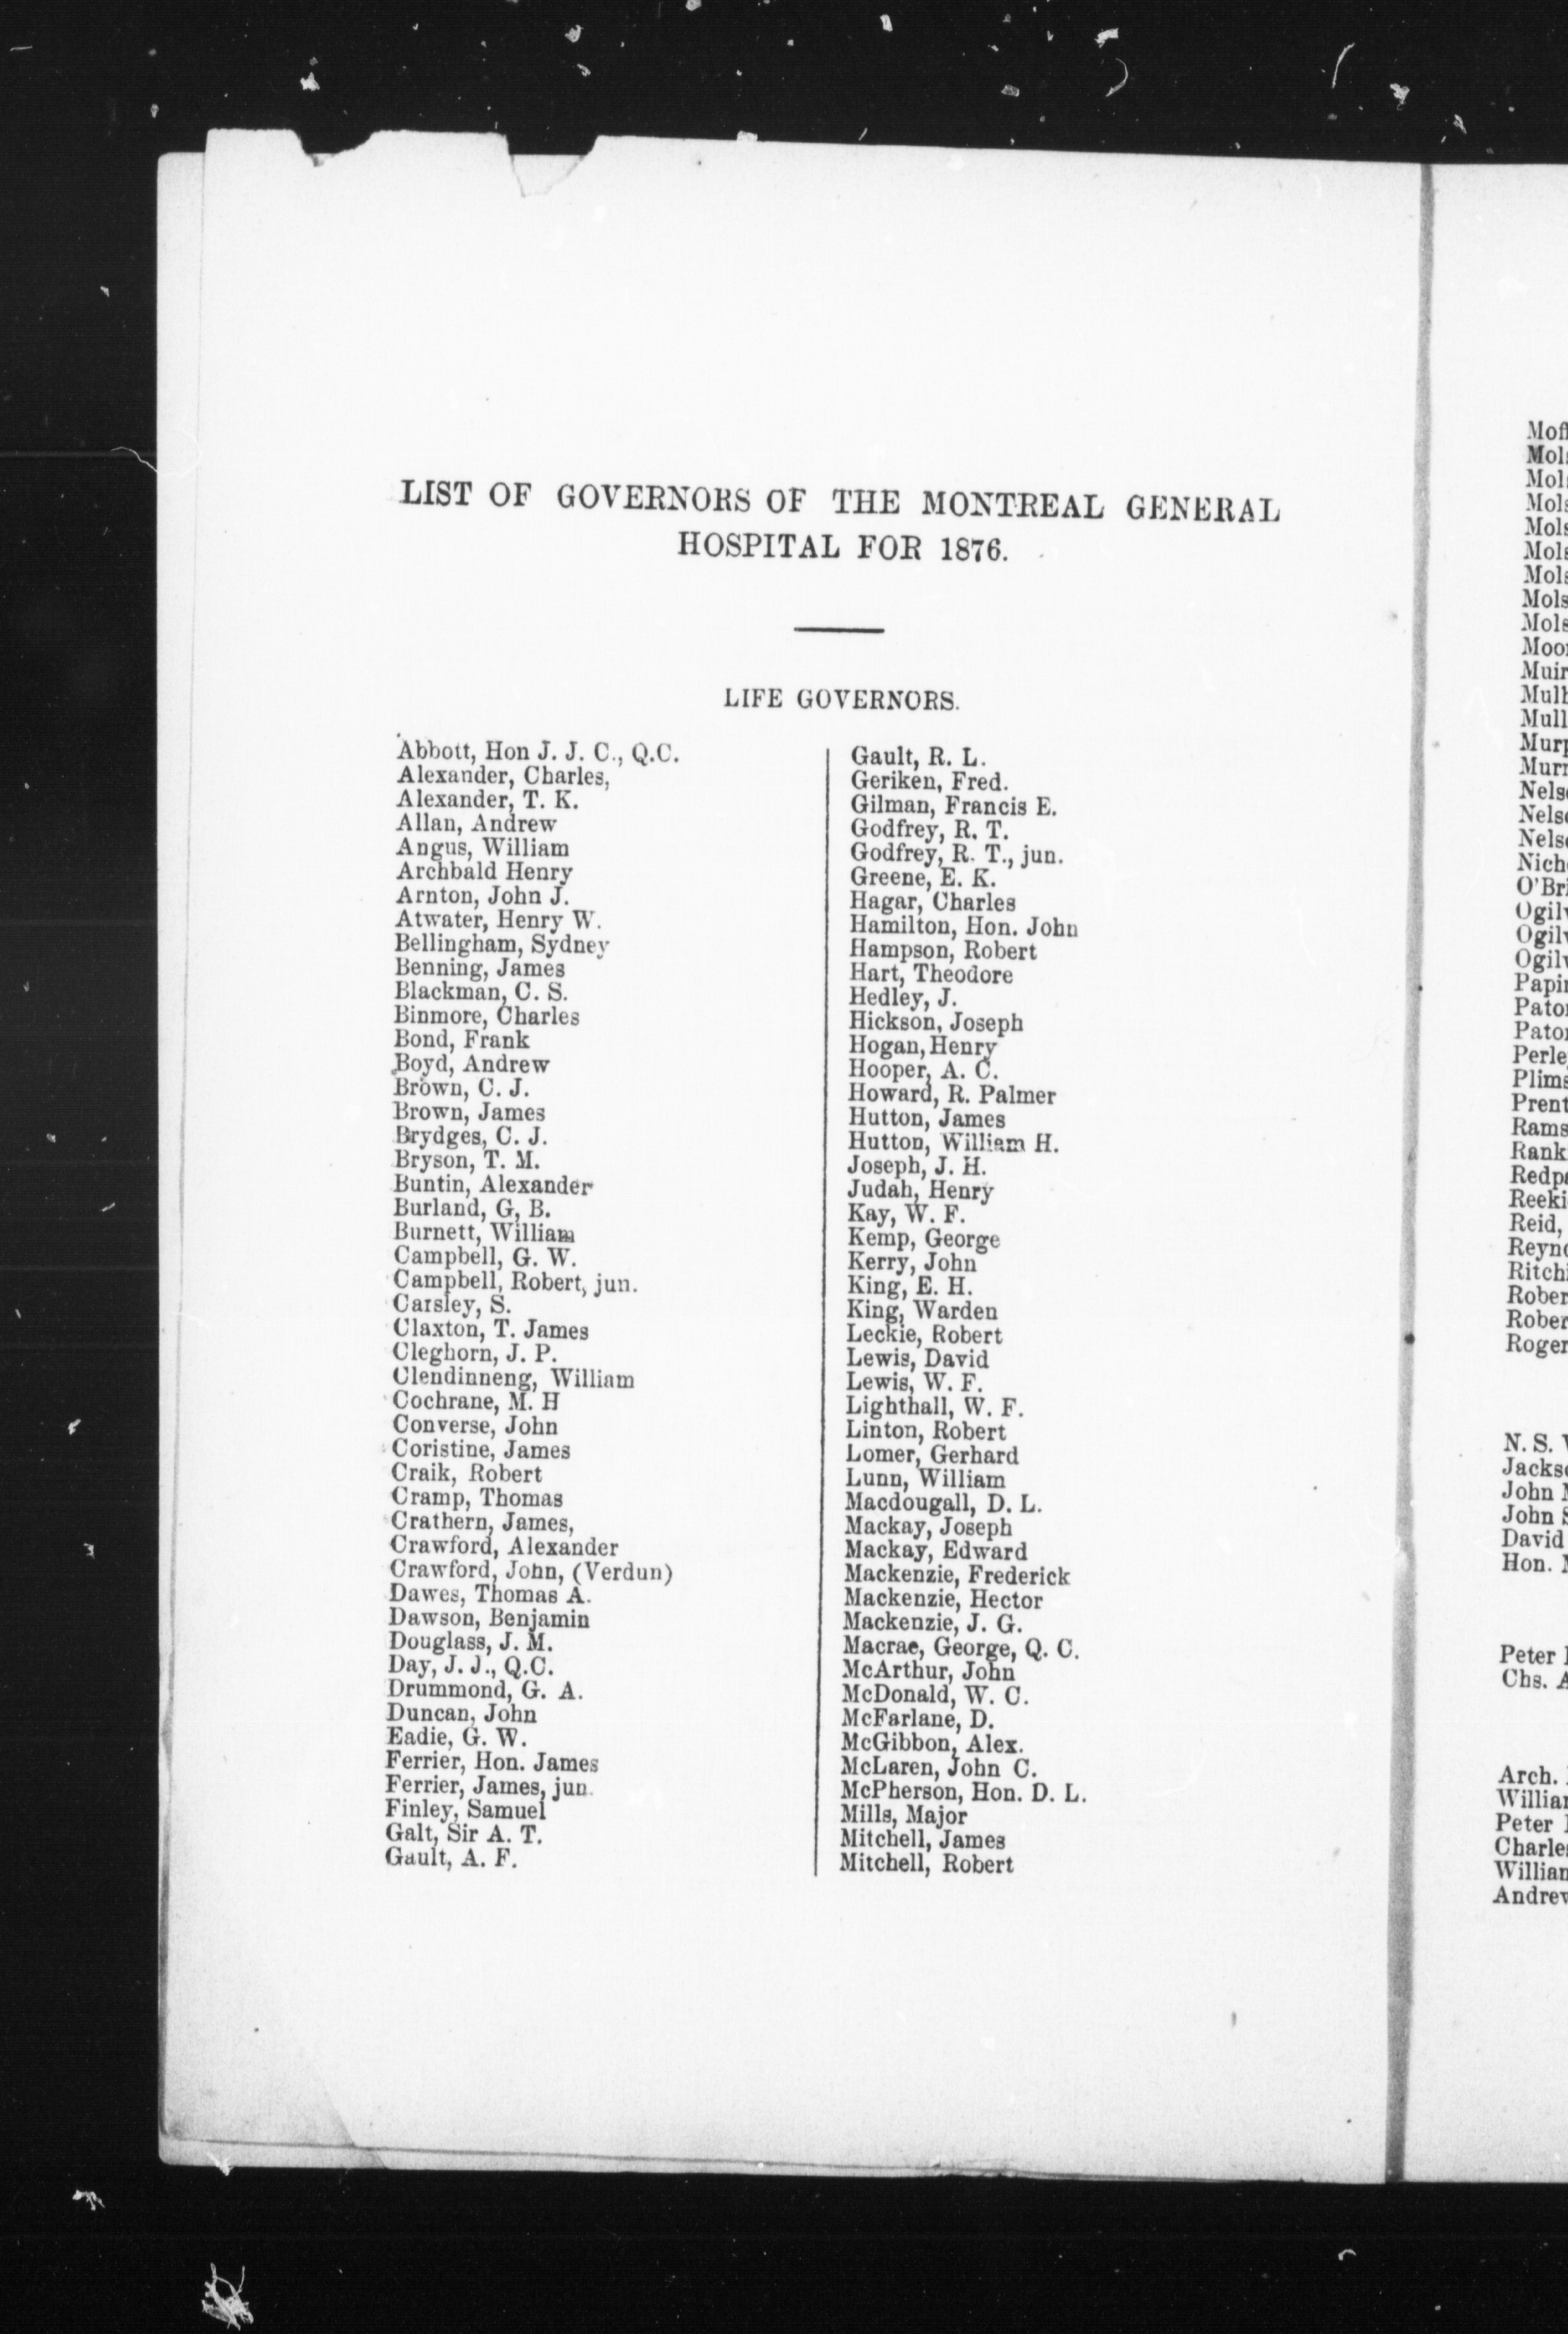 LIST OF GOVERNORS OF THE MONTREAL GENERAL
HOSPITAL FOR 1876.
LIFE GOVERNORS.
Abbott, Hon J. J. C., Q.C.
Alexander, Charles,
Alexander, T. K.
Allan, Andrew
Angus, William
Archbald Henry
Arnton, John J.
Atwater, Henry W.
Bellingham, Sydney
Benning, James
Blackman, C. S.
Binmore, Charles
Bond, Frank
Boyd, Andrew
Brown, C. J.
Brown, James
Brydges, C. J.
Bryson, T. M.
Buntin, Alexander
Burland, G, B.
Burnett, William
Campbell, G. W.
Campbell, Robert, jun.
Carsley, S.
Claxton, T. James
Cleghorn, J. P.
Clendinneng, William
Cochrane, M. H
Converse, John
Coristine, James
Craik, Robert
Cramp, Thomas
Crathern, James,
Crawford, Alexander
Crawford, John, (Verdun)
Dawes, Thomas A.
Dawson, Benjamin
Douglass, J. M.
Day, J. J., Q.C.
Drummond, G. A.
Duncan, John
Eadie, G. W.
Ferrier, Hon. James
Ferrier, James, jun.
Finley, Samuel
Galt, Sir A. T.
Gault, A. F.
Gault, R. L.
Geriken, Fred.
Gilman, Francis E.
Godfrey, R. T.
Godfrey, R. T., jun.
Greene, E. K.
Hagar, Charles
Hamilton, Hon. John
Hampson, Robert
Hart, Theodore
Hedley, J.
Hickson, Joseph
Hogan, Henry
Hooper, A. C.
Howard, R. Palmer
Hutton, James
Hutton, William H.
Joseph, J. H.
Judah, Henry
Kay, W. F.
Kemp, George
Kerry, John
King, E. H.
King, Warden
Leckie, Robert
Lewis, David
Lewis, W. F.
Lighthall, W. F.
Linton, Robert
Lomer, Gerhard
Lunn, William
Macdougall, D. L.
Mackay, Joseph
Mackay, Edward
Mackenzie, Frederick
Mackenzie, Hector
Mackenzie, J. G.
Macrae, George, Q. C.
McArthur, John
McDonald, W. C.
McFarlane, D.
McGibbon, Alex.
McLaren, John C.
McPherson, Hon. D. L.
Mills, Major
Mitchell, James
Mitchell, Robert
Reid,
N. S.
John
John
David
Hon.
Peter
Chs.
Arch.
Peter